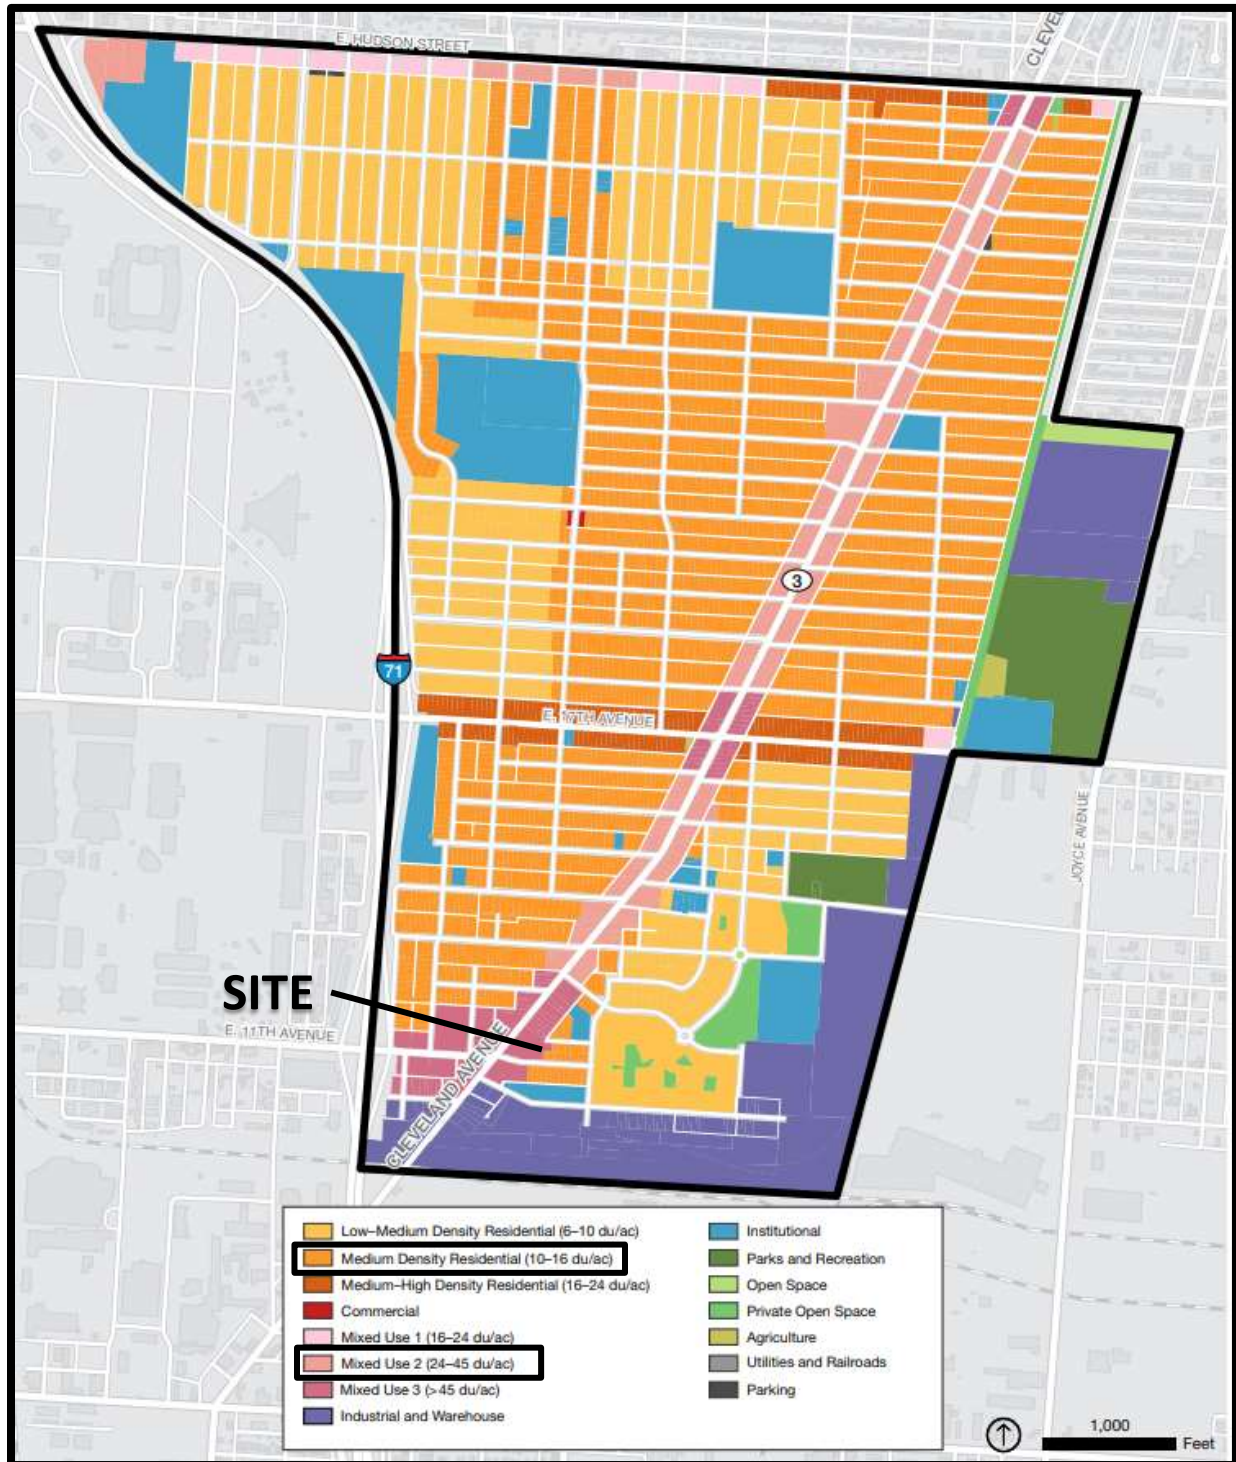 E. HUDSON STREET
CLEVE
3
71
E. 17TH AVENUE
JOYCE AVENUE
SITE
E. 11TH AVENUE
CLEVELAND AVENUE
Low–Medium Density Residential (6–10 du/ac)
Medium Density Residential (10–16 du/ac)
Medium–High Density Residential (16–24 du/ac)
Commercial
Mixed Use 1 (16–24 du/ac)
Mixed Use 2 (24–45 du/ac)
Mixed Use 3 (>45 du/ac)
Industrial and Warehouse
Institutional
Parks and Recreation
Open Space
Private Open Space
Agriculture
Utilities and Railroads
Parking
1,000
Feet